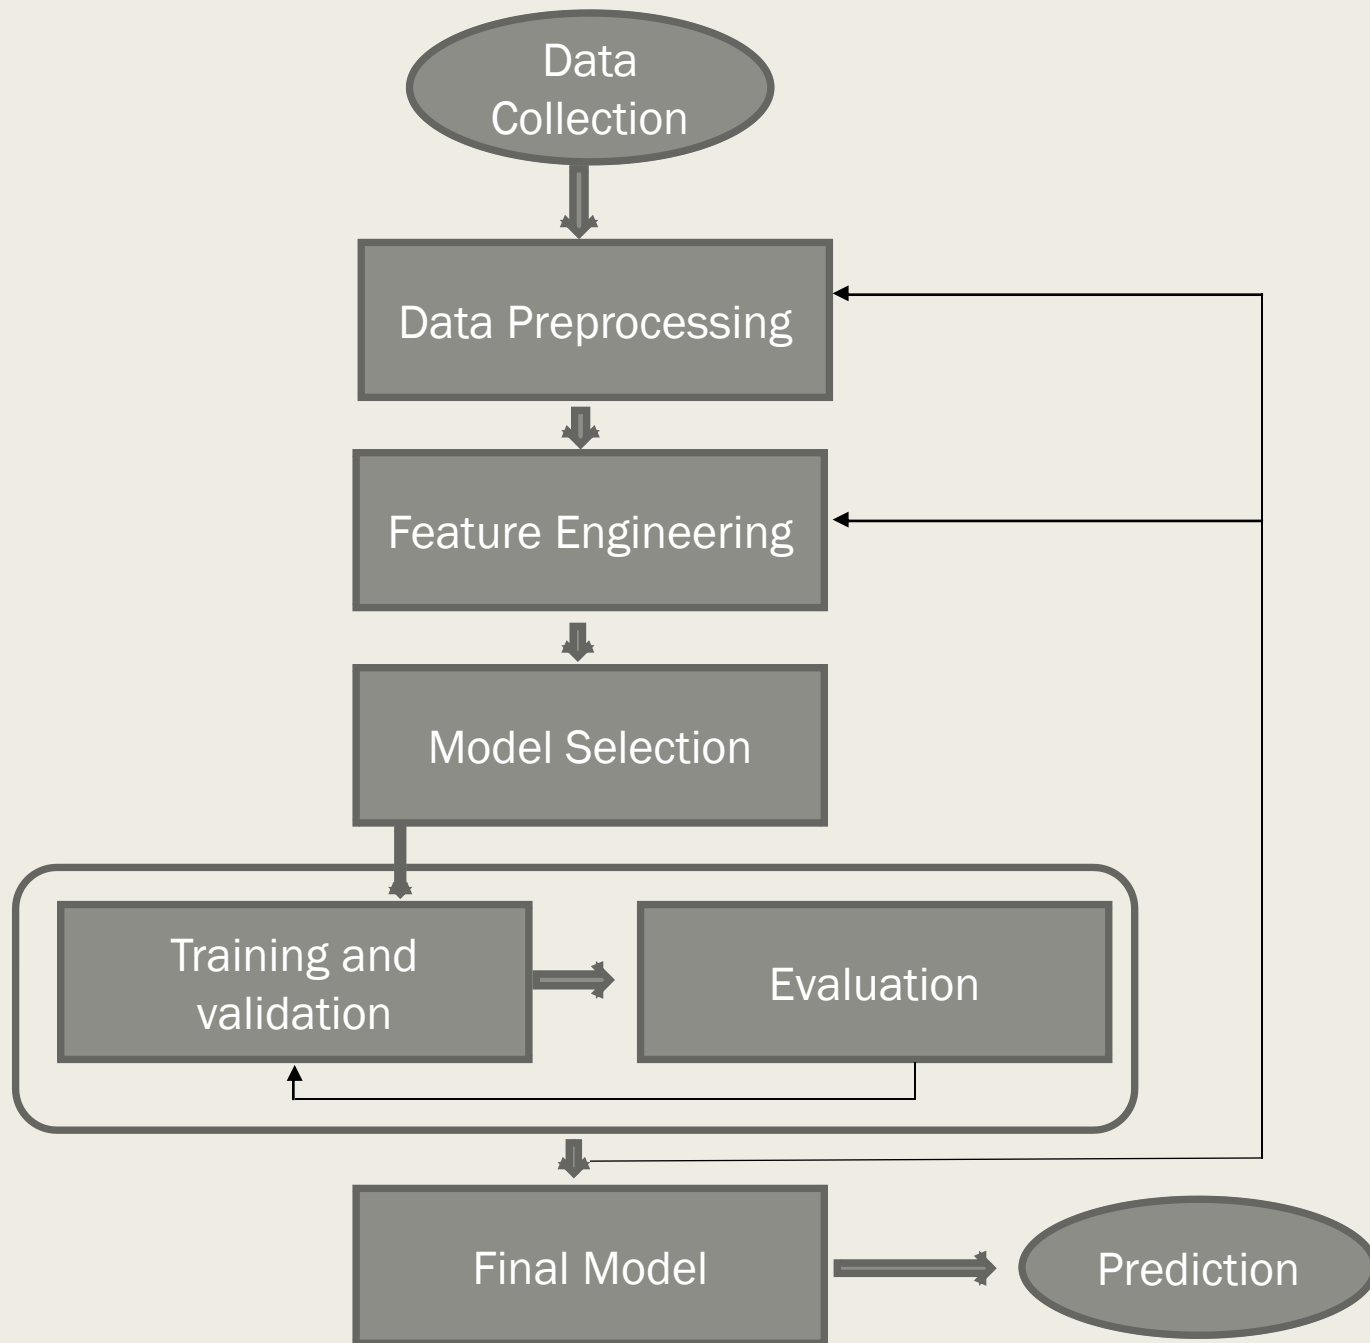 Data
Collection
Data Preprocessing
Feature Engineering
Model Selection
Training and
validation
Evaluation
Final Model
Prediction